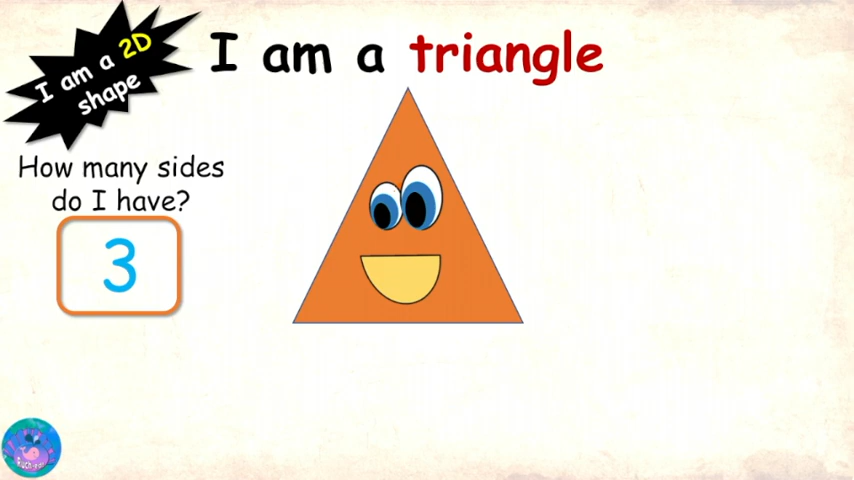 I am a 2D
shape
I am a triangle
How many sides
do I have?
3